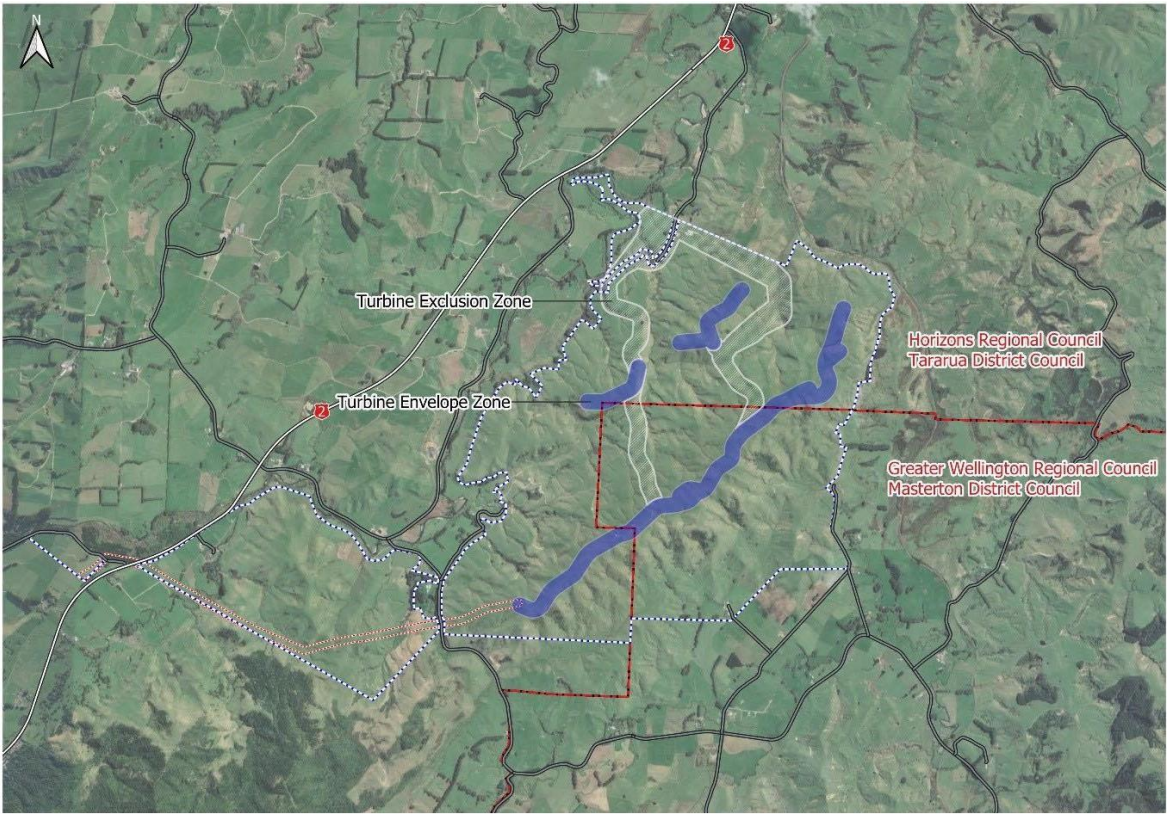 N
2
Turbine Exclusion Zone
Horizons Regional Council
Tararua District Council
2
Turbine Envelope Zone
Greater Wellington Regional Council
Masterton District Council